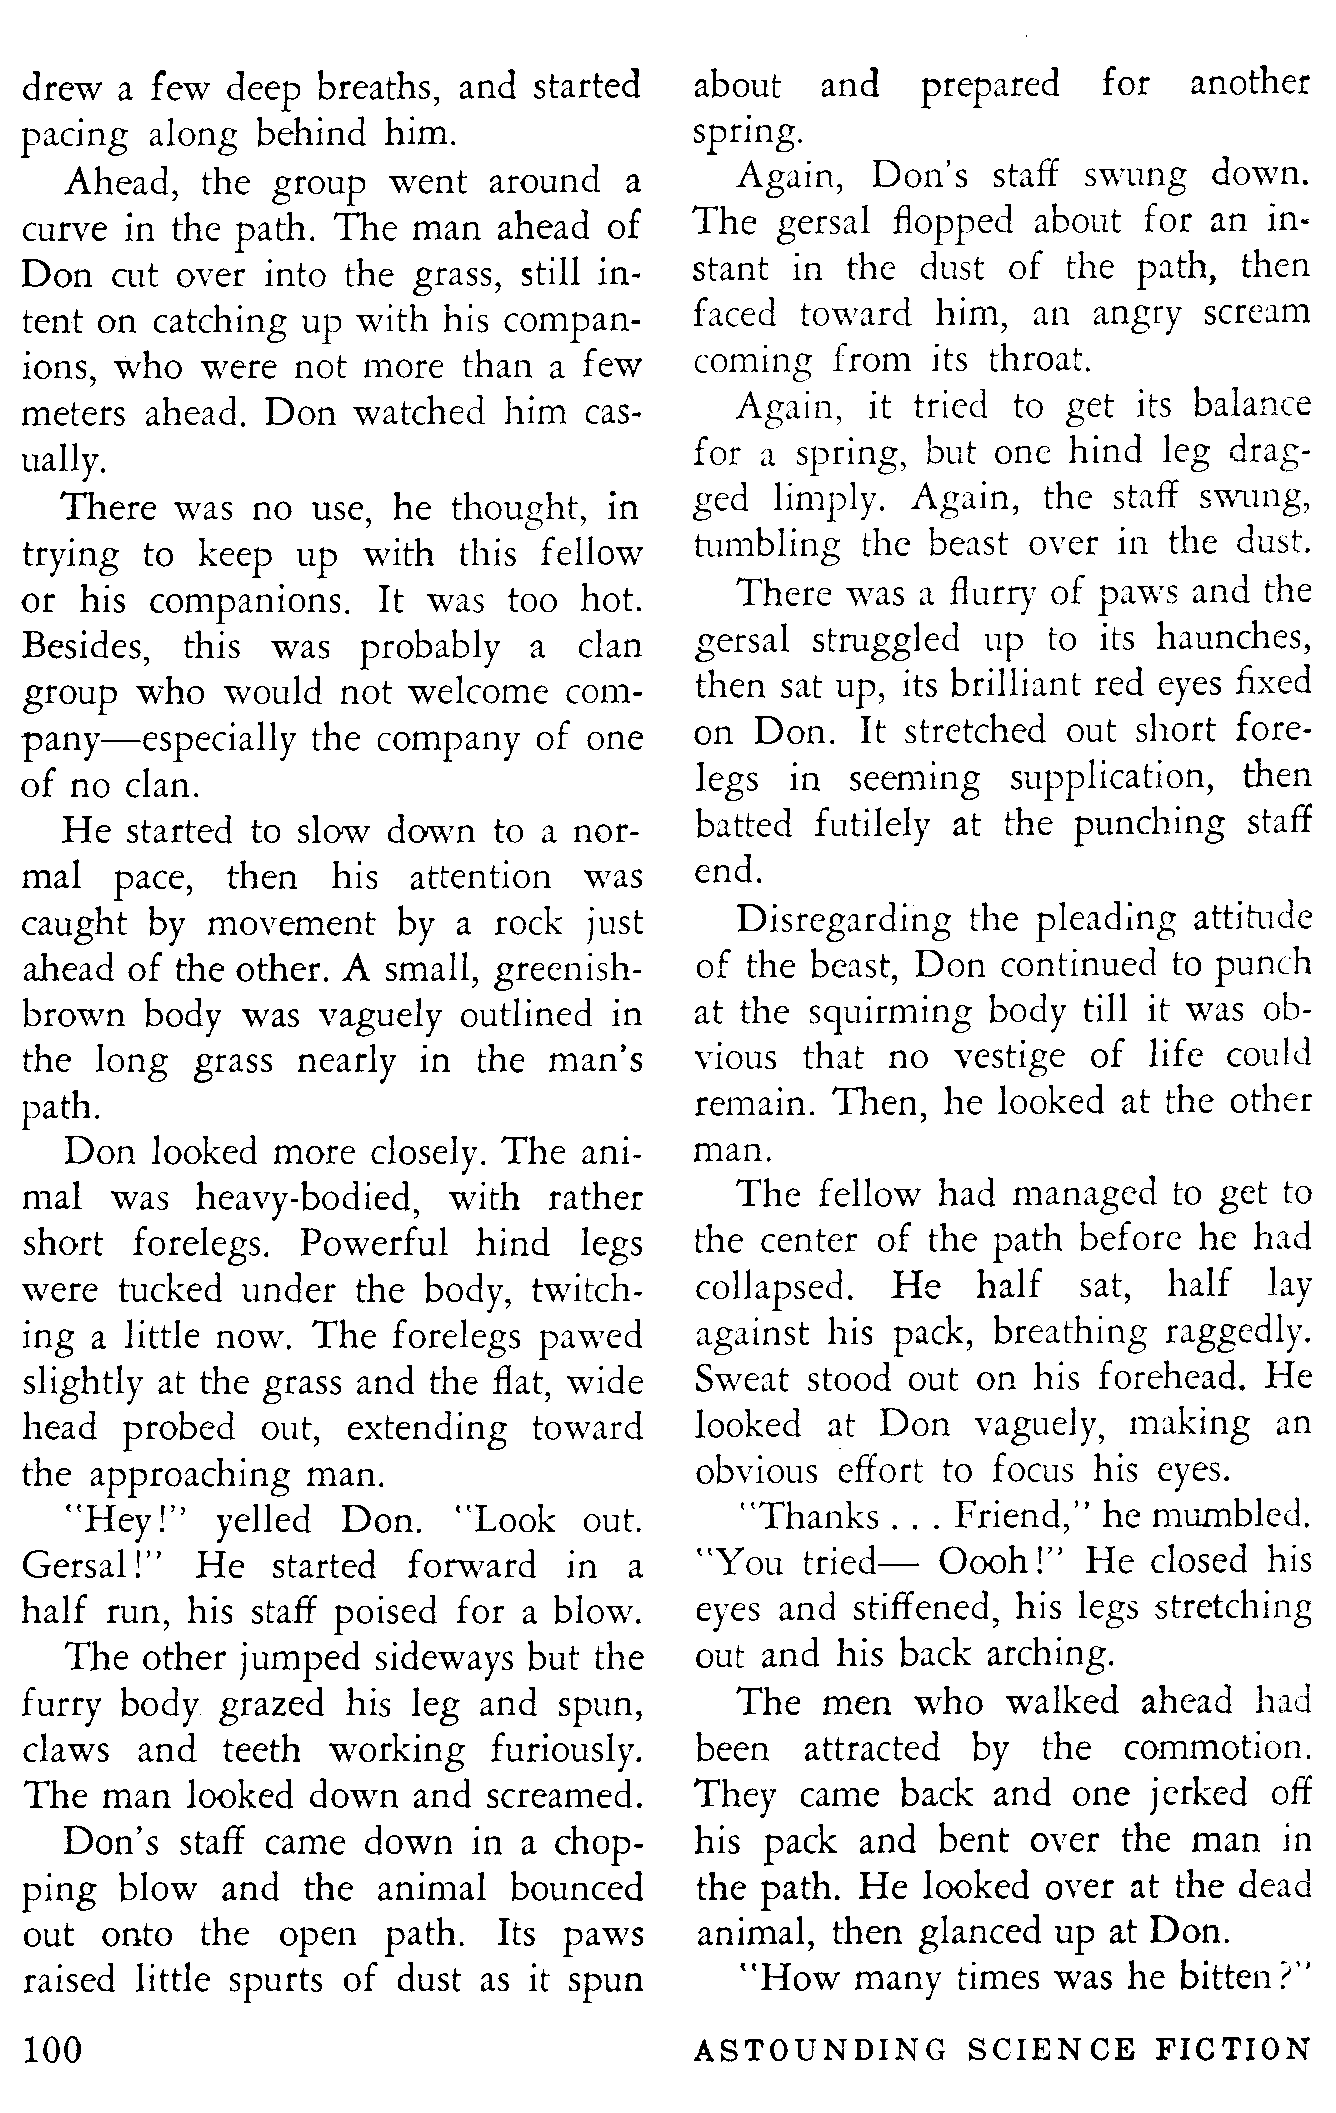 drew a few deep breaths, and started
pacing along behind him.
Ahead, the group went around a
curve in the path. The man ahead of
Don cut over into the grass, still in-
tent on catching up with his compan-
ions, who were not more than a few
meters ahead. Don watched him cas-
ually.
There was no use, he thought, in
trying to keep up with this fellow
or his companions. It was too hot.
Besides, this was probably a clan
group who would not welcome com-
pany—especially the company of one
of no clan.
He started to slow down to a nor-
mal pace, then his attention was
caught by movement by a rock just
ahead of the other. A small, greenish-
brown body was vaguely outlined in
the long grass nearly in the man's
path.
Don looked more closely. The ani-
mal was heavy-bodied, with rather
short forelegs. Powerful hind legs
were tucked under the body, twitch-
ing a little now. The forelegs pawed
slightly at the grass and the flat, wide
head probed out, extending toward
the approaching man.
"Hey!" yelled Don. "Look out.
Gersal!" He started forward in a
half run, his staff poised for a blow.
The other jumped sideways but the
furry body grazed his leg and spun,
claws and teeth working furiously.
The man looked down and screamed.
Don's staff came down in a chop-
ping blow and the animal bounced
out onto the open path. Its paws
raised little spurts of dust as it spun
about and prepared for another
spring.
Again, Don's staff swung down.
The gersal flopped about for an in-
stant in the dust of the path, then
faced toward him, an angry scream
coming from its throat.
Again, it tried to get its balance
for a spring, but one hind leg drag-
ged limply. Again, the staff swung,
tumbling the beast over in the dust.
There was a flurry of paws and the
gersal struggled up to its haunches,
then sat up, its brilliant red eyes fixed
on Don. It stretched out short fore-
legs in seeming supplication, then
batted futilely at the punching staff
end.
Disregarding the pleading attitude
of the beast, Don continued to punch
at the squirming body till it was ob-
vious that no vestige of life could
remain. Then, he looked at the other
man.
The fellow had managed to get to
the center of the path before he had
collapsed. He half sat, half lay
against his pack, breathing raggedly.
Sweat stood out on his forehead. He
looked at Don vaguely, making an
obvious effort to focus his eyes.
"Thanks . . . Friend," he mumbled.
"You tried— Oooh!" He closed his
eyes and stiffened, his legs stretching
out and his back arching.
The men who walked ahead had
been attracted by the commotion.
They came back and one jerked off
his pack and bent over the man in
the path. He looked over at the dead
animal, then glanced up at Don.
"How many times was he bitten?"
100
ASTOUNDING SCIENCE FICTION